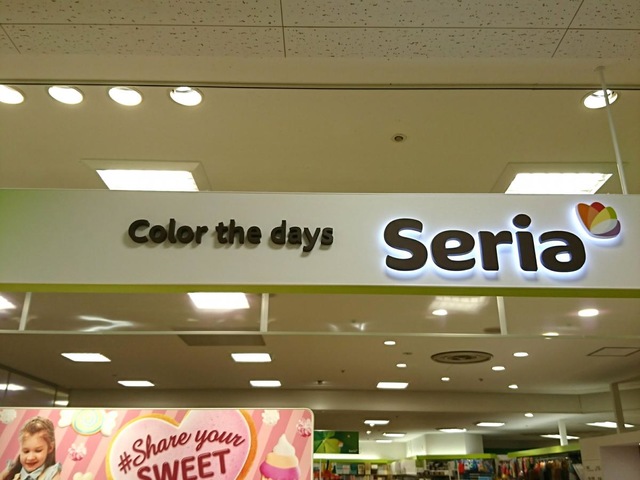 Color the days
Seria
#Share your
SWEET